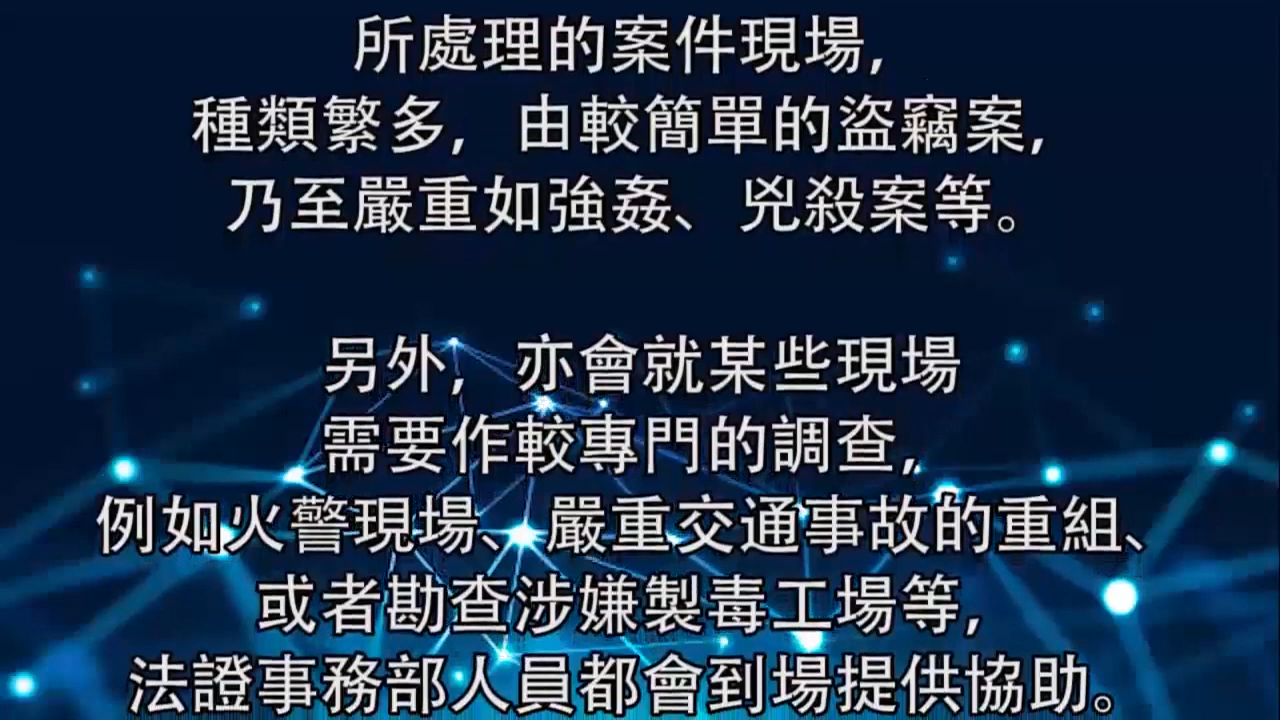 所處理的案件現場，
種類繁多，由較簡單的盜竊案，
乃至嚴重如強姦、兇殺案等。
另外，亦會就某些現場
需要作較專門的調查，
例如火警現場、嚴重交通事故的重組、
或者勘查涉嫌製毒工場等，
法證事務部人員都會到場提供協助。